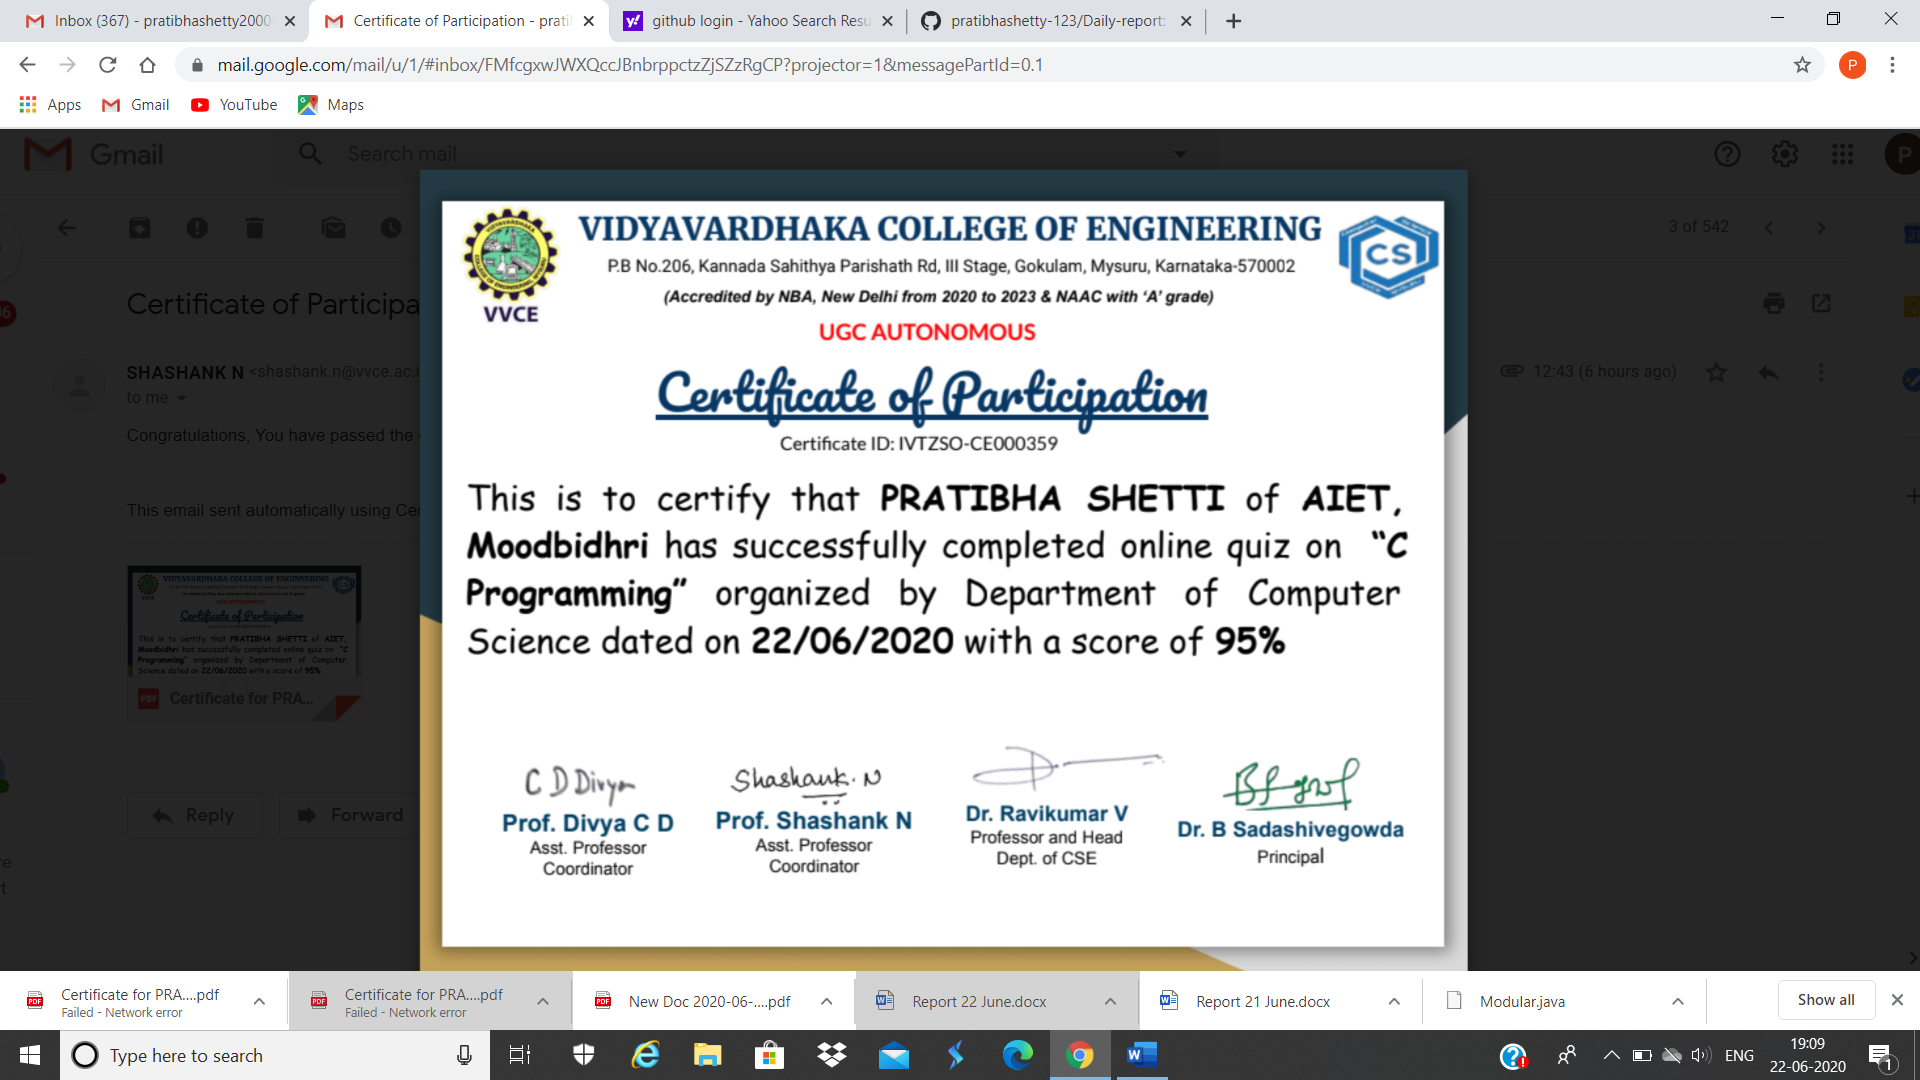 Inbox (367) - pratibhashetty2000
Certificate of Participation - prati
github login - Yahoo Search Resu
pratibhashetty-123/Daily-reports
mail.google.com/mail/u/1/#inbox/FMfcgxwJWXQccJBnbrppctzZjSZzRgCP?projector=1&messagePartId=0.1
P
Apps
Gmail
YouTube
Maps
Gmail
Search mail
P
3 of 542
Certificate of Participa
SHASHANK N <shashank.n@vvce.ac.i
12:43 (6 hours ago)
to me
Congratulations, You have passed the
This email sent automatically using Cer
PDF Certificate for PRA...
Reply
Forward
VVCE
VIDYAVARDHAKA COLLEGE OF ENGINEERING
CSI
P.B No.206, Kannada Sahithya Parishath Rd, III Stage, Gokulam, Mysuru, Karnataka-570002
(Accredited by NBA, New Delhi from 2020 to 2023 & NAAC with ‘A’ grade)
UGC AUTONOMOUS
Certificate of Participation
Certificate ID: IVTZSO-CE000359
This is to certify that PRATIBHA SHETTI of AIET,
Moodbidhri has successfully completed online quiz on “C
Programming” organized by Department of Computer
Science dated on 22/06/2020 with a score of 95%
C D Divya
Shashank. N
Prof. Divya C D
Asst. Professor
Coordinator
Prof. Shashank N
Asst. Professor
Coordinator
Dr. Ravikumar V
Professor and Head
Dept. of CSE
Dr. B Sadashivegowda
Principal
Certificate for PRA....pdf
Failed - Network error
Certificate for PRA....pdf
Failed - Network error
New Doc 2020-06-....pdf
Report 22 June.docx
Report 21 June.docx
Modular.java
Show all
Type here to search
ENG
19:09
22-06-2020
1